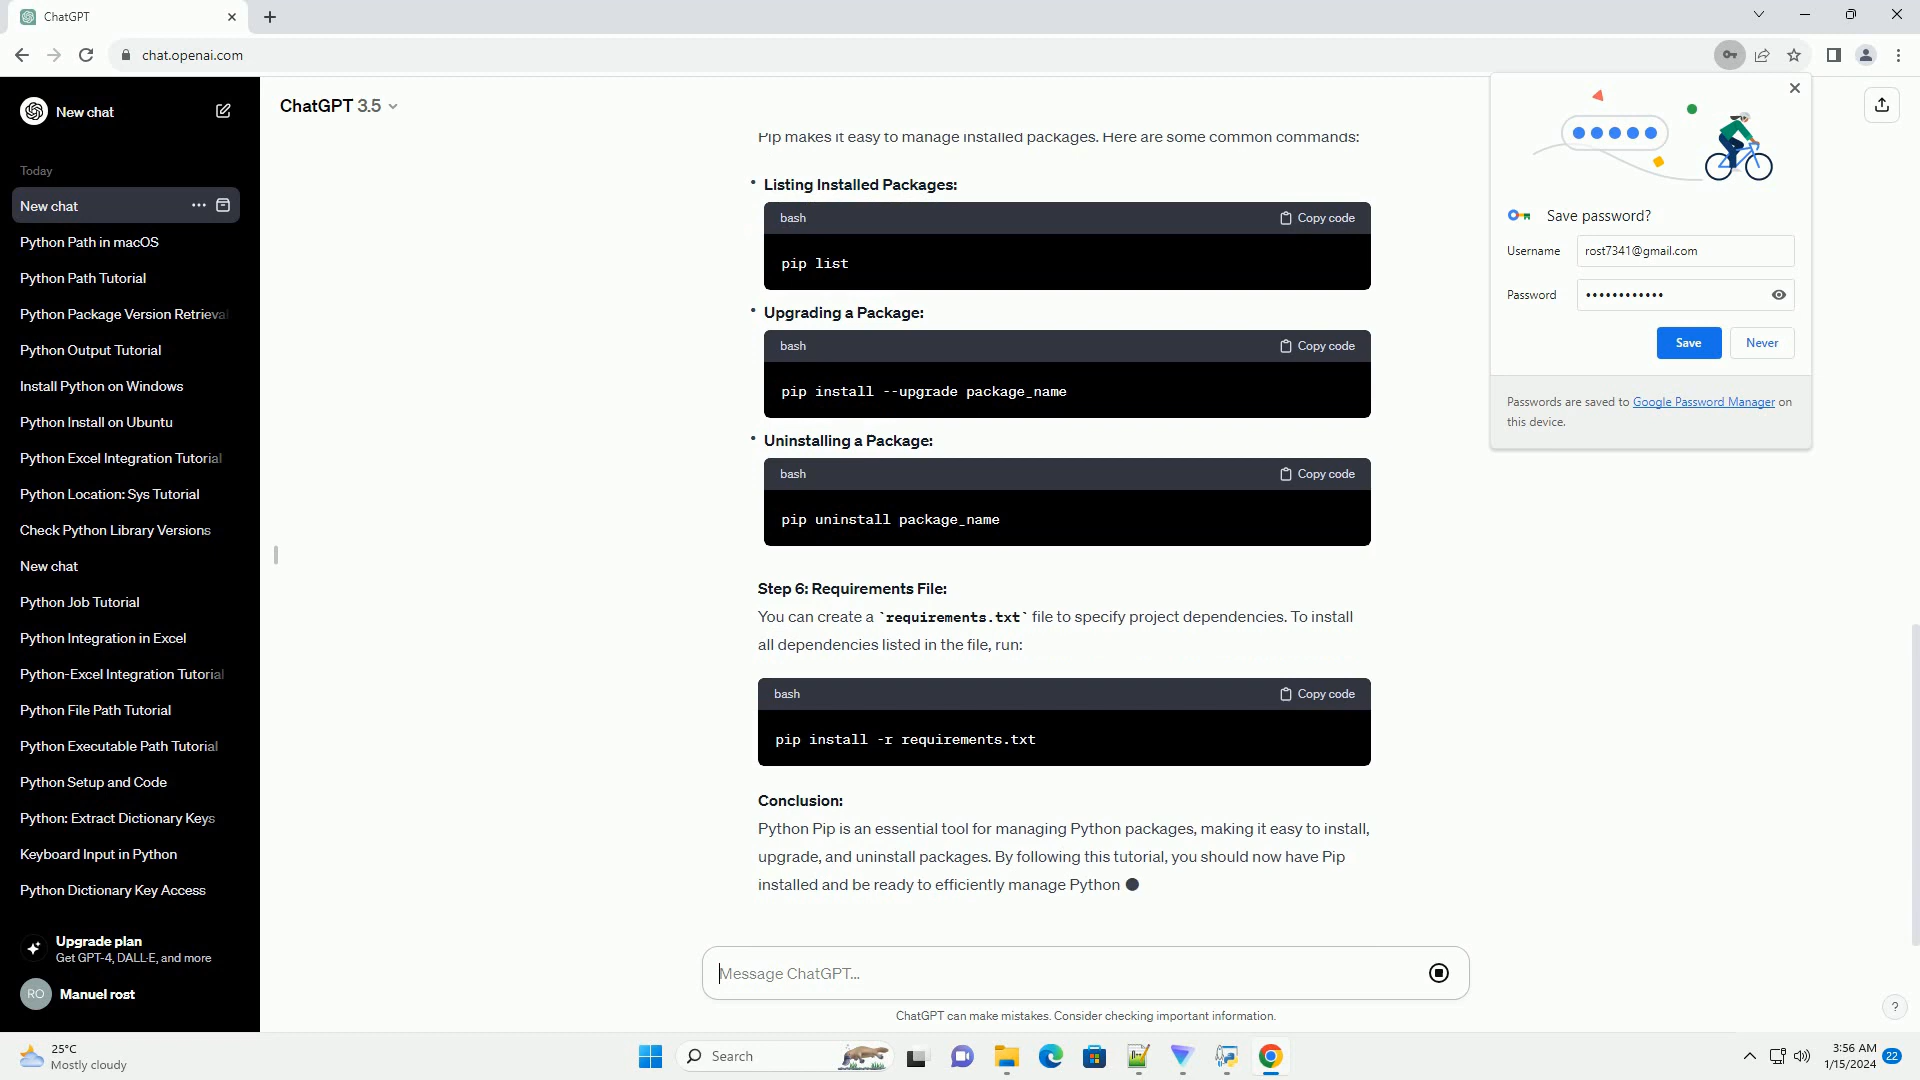 ChatGPT
chat.openai.com
New chat
Today
New chat
Python Path in macOS
Python Path Tutorial
Python Package Version Retrieval
Python Output Tutorial
Install Python on Windows
Python Install on Ubuntu
Python Excel Integration Tutorial
Python Location: Sys Tutorial
Check Python Library Versions
New chat
Python Job Tutorial
Python Integration in Excel
Python-Excel Integration Tutorial
Python File Path Tutorial
Python Executable Path Tutorial
Python Setup and Code
Python: Extract Dictionary Keys
Keyboard Input in Python
Python Dictionary Key Access
Upgrade plan
Get GPT-4, DALL·E, and more
RO Manuel rost
ChatGPT 3.5
Pip makes it easy to manage installed packages. Here are some common commands:
• Listing Installed Packages:
bash Copy code
pip list
• Upgrading a Package:
bash Copy code
pip install --upgrade package_name
• Uninstalling a Package:
bash Copy code
pip uninstall package_name
Step 6: Requirements File:
You can create a `requirements.txt` file to specify project dependencies. To install
all dependencies listed in the file, run:
bash Copy code
pip install -r requirements.txt
Conclusion:
Python Pip is an essential tool for managing Python packages, making it easy to install,
upgrade, and uninstall packages. By following this tutorial, you should now have Pip
installed and be ready to efficiently manage Python
Message ChatGPT...
ChatGPT can make mistakes. Consider checking important information.
?
Save password?
Username rost7341@gmail.com
Password ••••••••••••
Save Never
Passwords are saved to Google Password Manager on
this device.
25°C
Mostly cloudy
Search
3:56 AM
1/15/2024
22